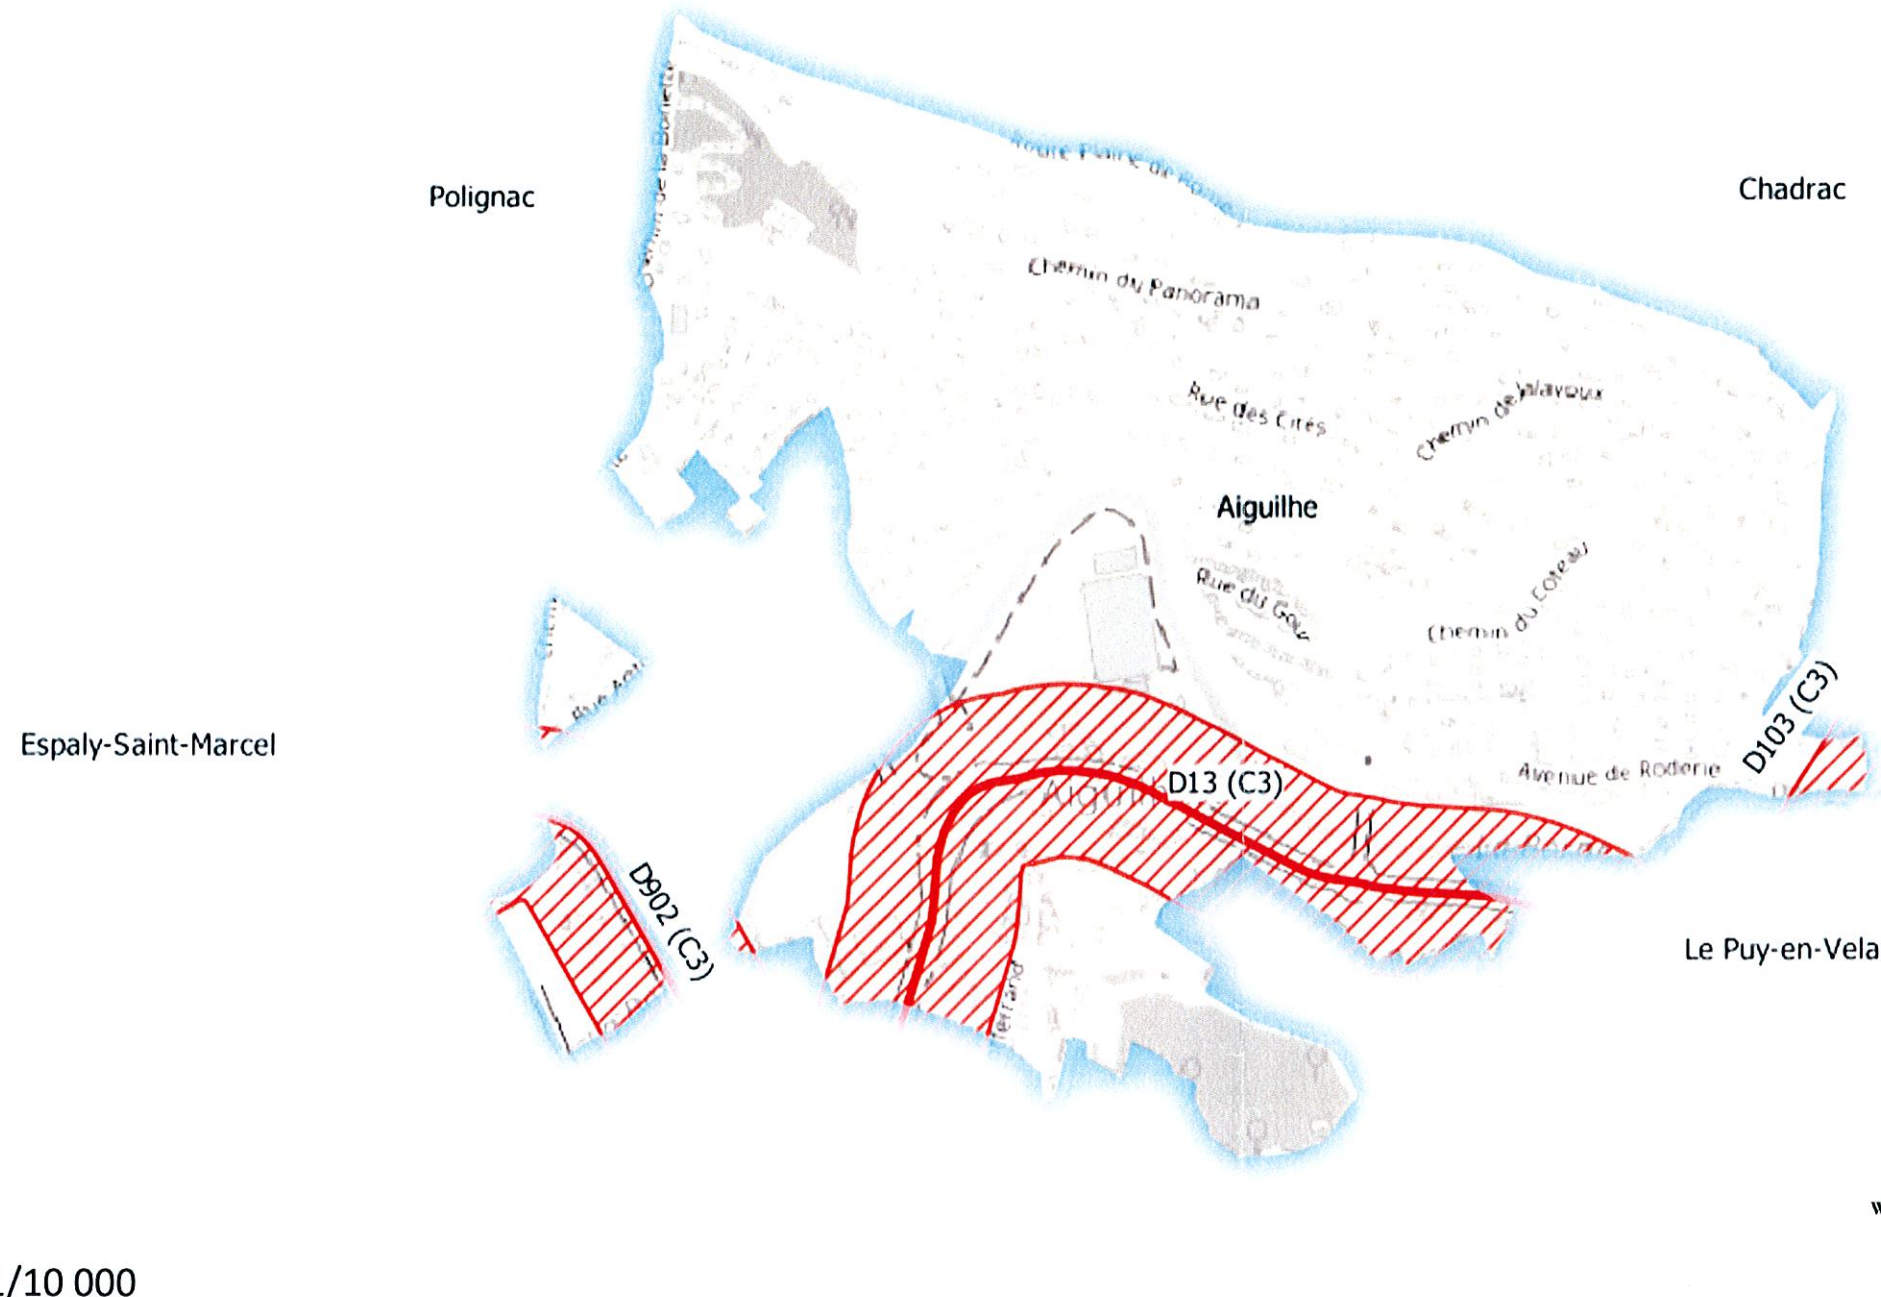 Polignac
Chadrac
Chemin du Panorama
Rue des Cités
Chemin de
Aiguilhe
Rue du Gour
Chemin du Coteau
Espaly-Saint-Marcel
D103 (C3)
Avenue de Roderie
D13 (C3)
D902 (C3)
Le Puy-en-Vela
/10 000